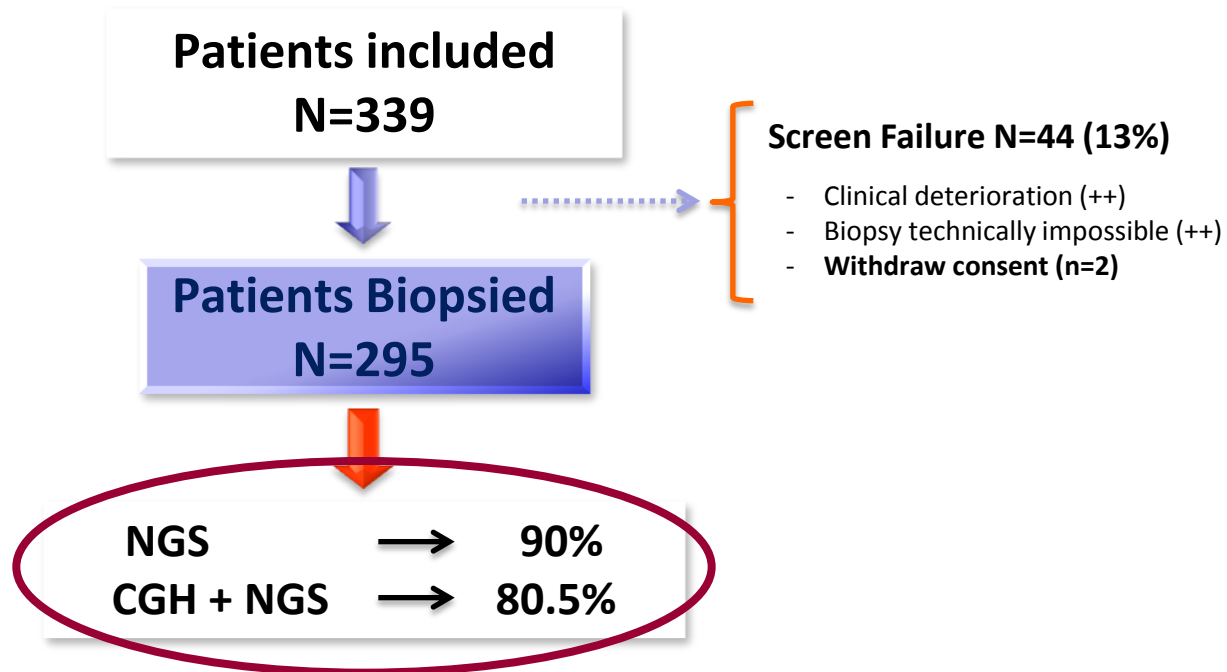 Patients included
N=339
Screen Failure N=44 (13%)
- Clinical deterioration (++)
- Biopsy technically impossible (++)
- Withdraw consent (n=2)
Patients Biopsied
N=295
NGS → 90%
CGH + NGS → 80.5%